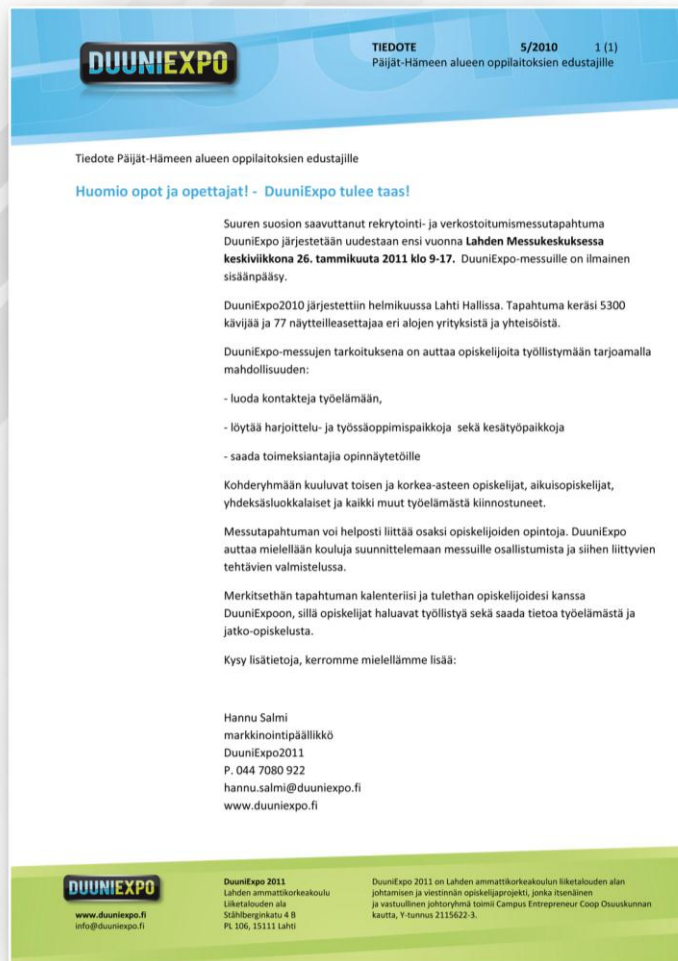 DUUNIEXPO
TIEDOTE 5/2010 1 (1)
Päijät-Hämeen alueen oppilaitoksien edustajille
Tiedote Päijät-Hämeen alueen oppilaitoksien edustajille
Huomio opot ja opettajat! - DuuniExpo tulee taas!
Suuren suosion saavuttanut rekrytointi- ja verkostoitumismessutapahtuma
DuuniExpo järjestetään uudestaan ensi vuonna Lahden Messukeskuksessa
keskiviikkona 26. tammikuuta 2011 klo 9-17. DuuniExpo-messuille on ilmainen
sisäänpääsy.
DuuniExpo2010 järjestettiin helmikuussa Lahti Hallissa. Tapahtuma keräsi 5300
kävijää ja 77 näytteilleasettajaa eri alojen yrityksistä ja yhteisöistä.
DuuniExpo-messujen tarkoituksena on auttaa opiskelijoita työllistymään tarjoamalla
mahdollisuuden:
- luoda kontakteja työelämään,
- löytää harjoittelu- ja työssäoppimispaikkoja sekä kesätyöpaikkoja
- saada toimeksiantajia opinnäytetöille
Kohderyhmään kuuluvat toisen ja korkea-asteen opiskelijat, aikuisopiskelijat,
yhdeksäsluokkalaiset ja kaikki muut työelämästä kiinnostuneet.
Messutapahtuman voi helposti liittää osaksi opiskelijoiden opintoja. DuuniExpo
auttaa mielellään kouluja suunnittelemaan messuille osallistumista ja siihen liittyvien
tehtävien valmistelussa.
Merkitsethän tapahtuman kalenteriisi ja tulethan opiskelijoidesi kanssa
DuuniExpoon, sillä opiskelijat haluavat työllistyä sekä saada tietoa työelämästä ja
jatko-opiskelusta.
Kysy lisätietoja, kerromme mielellämme lisää:
Hannu Salmi
markkinointipäällikkö
DuuniExpo2011
P. 044 7080 922
hannu.salmi@duuniexpo.fi
www.duuniexpo.fi
DUUNIEXPO
www.duuniexpo.fi
info@duuniexpo.fi
DuuniExpo 2011
Lahden ammattikorkeakoulu
Liiketalouden ala
Ståhlberginkatu 4 B
PL 106, 15111 Lahti
DuuniExpo 2011 on Lahden ammattikorkeakoulun liiketalouden alan
johtamisen ja viestinnän opiskelijaprojekti, jonka itsenäinen
ja vastuullinen johtoryhmä toimii Campus Entrepreneur Coop Osuuskunnan
kautta, Y-tunnus 2115622-3.